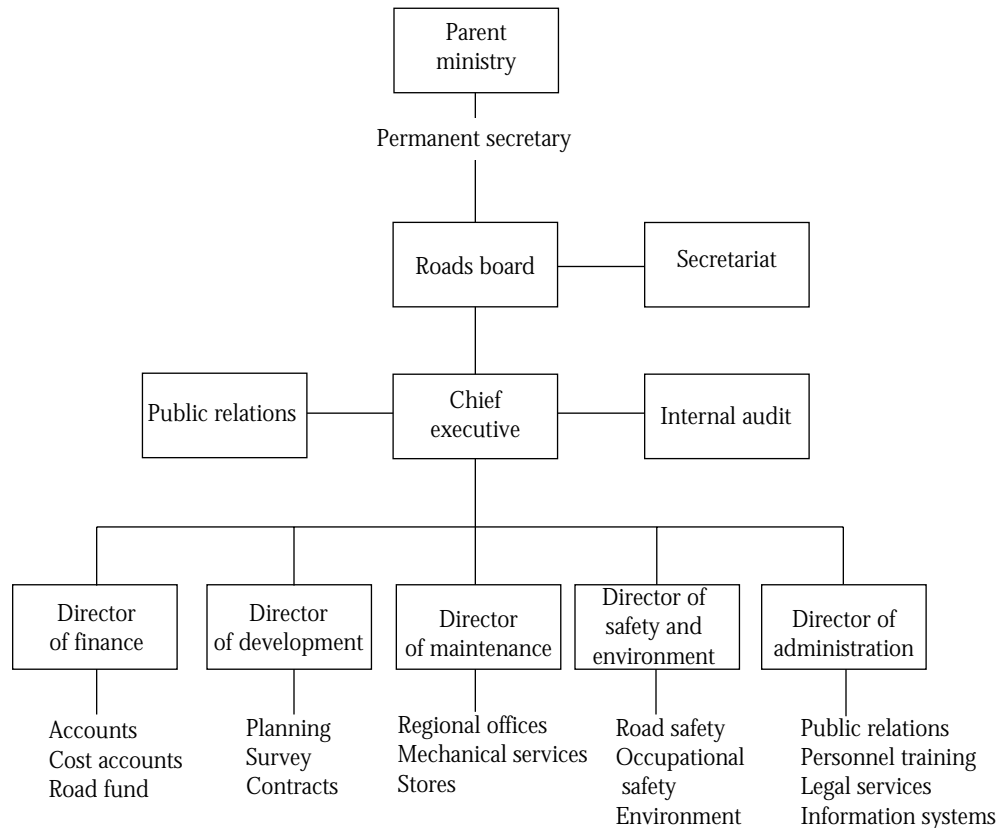 Parent
ministry
Permanent secretary
Roads board
Secretariat
Public relations
Chief
executive
Internal audit
Director
of finance
Director
of development
Director
of maintenance
Director of
safety and
environment
Director of
administration
Accounts
Cost accounts
Road fund
Planning
Survey
Contracts
Regional offices
Mechanical services
Stores
Road safety
Occupational
safety
Environment
Public relations
Personnel training
Legal services
Information systems